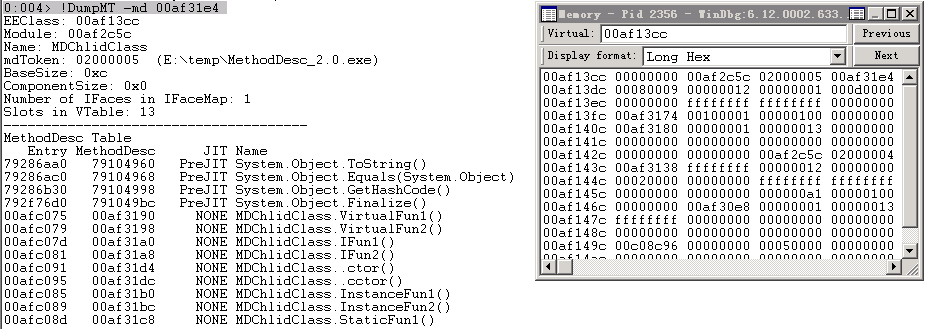 0:004> !DumpMT -md 00af31e4
EEClass: 00af13cc
Module: 00af2c5c
Name: MDChlidClass
mdToken: 02000005  (E:\temp\MethodDesc_2.0.exe)
BaseSize: 0xc
ComponentSize: 0x0
Number of IFaces in IFaceMap: 1
Slots in VTable: 13
--------------------------------------
MethodDesc Table
Entry MethodDesc JIT Name
79286aa0 79104960 PreJIT System.Object.ToString()
79286ac0 79104968 PreJIT System.Object.Equals(System.Object)
79286b30 79104998 PreJIT System.Object.GetHashCode()
792f76d0 791049bc PreJIT System.Object.Finalize()
00afc075 00af3190 NONE MDChlidClass.VirtualFun1()
00afc079 00af3198 NONE MDChlidClass.VirtualFun2()
00afc07d 00af31a0 NONE MDChlidClass.IFun1()
00afc081 00af31a8 NONE MDChlidClass.IFun2()
00afc091 00af31d4 NONE MDChlidClass..ctor()
00afc095 00af31dc NONE MDChlidClass..cctor()
00afc085 00af31b0 NONE MDChlidClass.InstanceFun1()
00afc089 00af31bc NONE MDChlidClass.InstanceFun2()
00afc08d 00af31c8 NONE MDChlidClass.StaticFun1()
Memory - Pid 2356 - WinDbg:6.12.0002.633.
Virtual: 00af13cc Previous
Display format: Long Hex Next
00af13cc 00000000 00af2c5c 02000005 00af31e4
00af13dc 00080009 00000012 00000001 000d0000
00af13ec 00000000 ffffffff ffffffff 00000000
00af13fc 00af3174 00100001 00000100 00000000
00af140c 00af3180 00000001 00000013 00000000
00af141c 00000000 00000000 00000000 00000000
00af142c 00000000 00000000 00af2c5c 02000004
00af143c 00af3138 ffffffff 00000012 00000000
00af144c 00020000 00000000 ffffffff ffffffff
00af145c 00000000 00000000 000000a1 00000100
00af146c 00000000 00af30e8 00000001 00000013
00af147c ffffffff 00000000 00000000 00000000
00af148c 00000000 00000000 00000000 00000000
00af149c 00c08c96 00000000 00050000 00000000